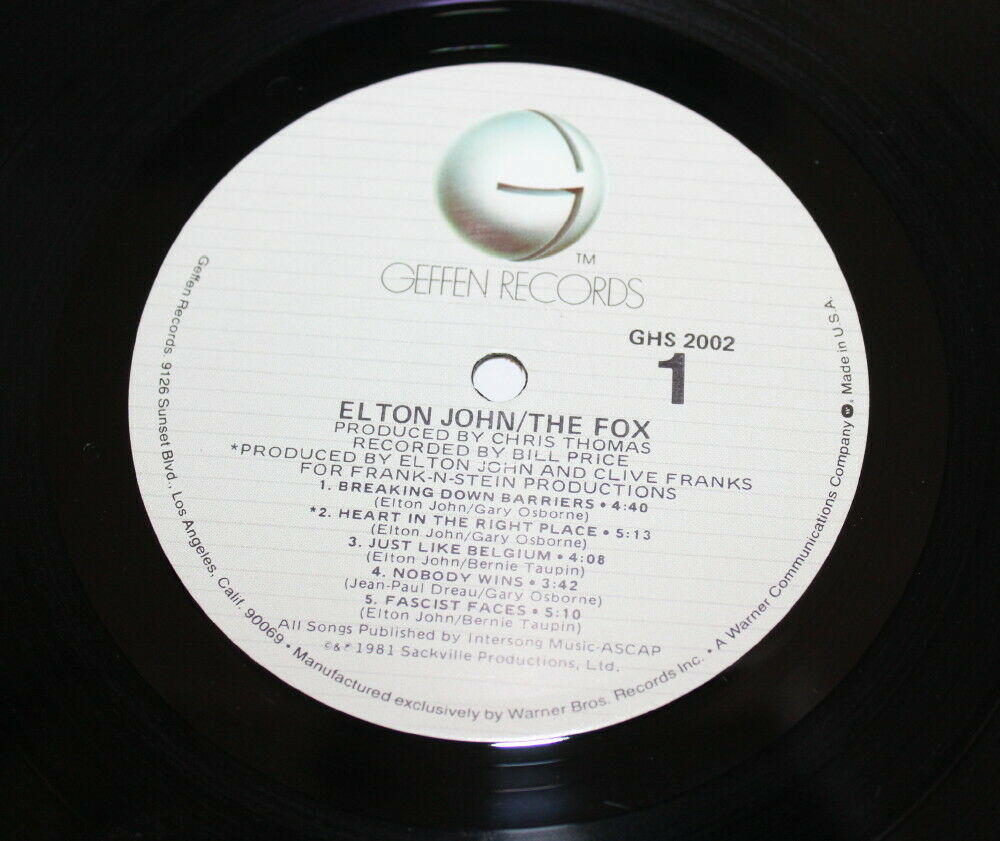 TM
GEFFEN RECORDS
GHS 2002
1
ELTON JOHN/THE FOX
PRODUCED BY CHRIS THOMAS
RECORDED BY BILL PRICE
*PRODUCED BY ELTON JOHN AND CLIVE FRANKS
FOR FRANK-N-STEIN PRODUCTIONS
1. BREAKING DOWN BARRIERS • 4:40
(Elton John/Gary Osborne)
*2. HEART IN THE RIGHT PLACE • 5:13
(Elton John/Gary Osborne)
3. JUST LIKE BELGIUM • 4:08
(Elton John/Bernie Taupin)
4. NOBODY WINS • 3:42
(Jean-Paul Dreau/Gary Osborne)
5. FASCIST FACES • 5:10
(Elton John/Bernie Taupin)
All Songs Published by Intersong Music-ASCAP
©&℗ 1981 Sackville Productions, Ltd.
Geffen Records. 9126 Sunset Blvd., Los Angeles, Calif. 90069 • Manufactured exclusively by Warner Bros. Records Inc. • A Warner Communications Company W. Made in U.S.A.